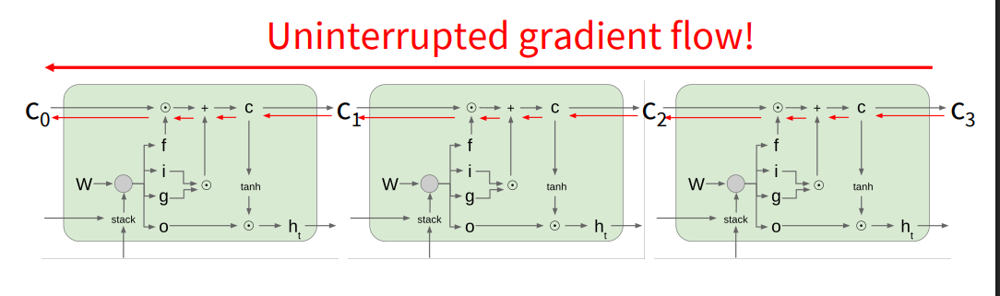 Uninterrupted gradient flow!
C0 ☉ + c C1 ☉ + c C2 ☉ + c C3
f f f
W i ☉ W i ☉ W i ☉
g tanh g tanh g tanh
stack stack stack
o ☉ ht o ☉ ht o ☉ ht